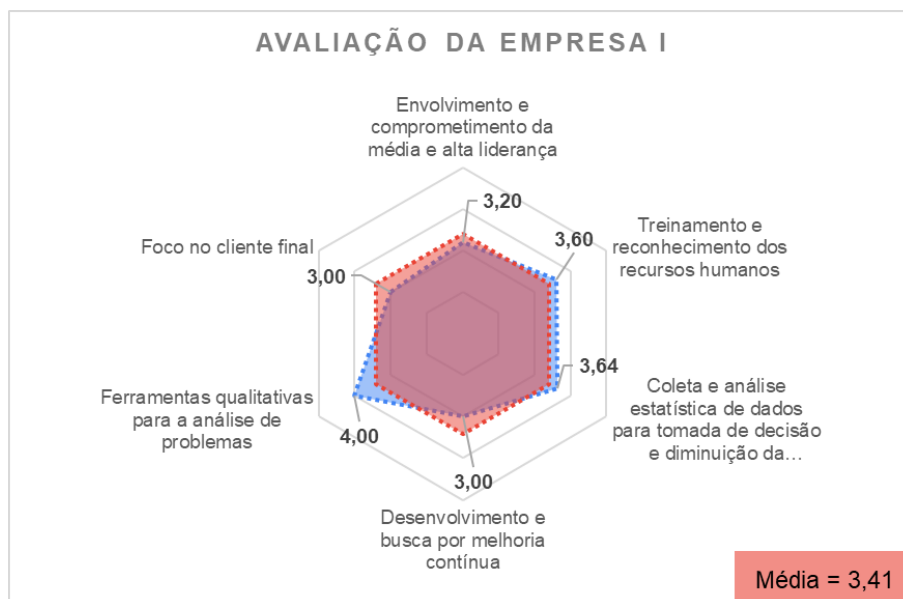 AVALIAÇÃO DA EMPRESA I
Envolvimento e
comprometimento da
média e alta liderança
3,20
3,60
Treinamento e
reconhecimento dos
recursos humanos
Foco no cliente final
3,00
3,64
Coleta e análise
estatística de dados
para tomada de decisão
e diminuição da...
Ferramentas qualitativas
para a análise de
problemas
4,00
3,00
Desenvolvimento e
busca por melhoria
contínua
Média = 3,41